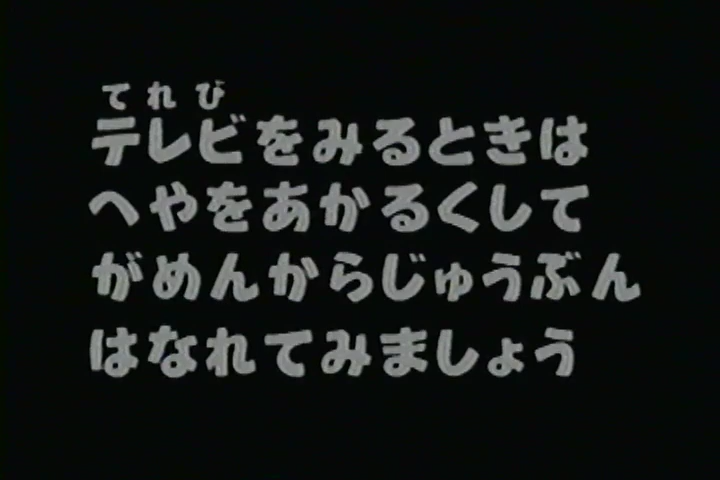 てれび
テレビをみるときは
へやをあかるくして
がめんからじゅうぶん
はなれてみましょう